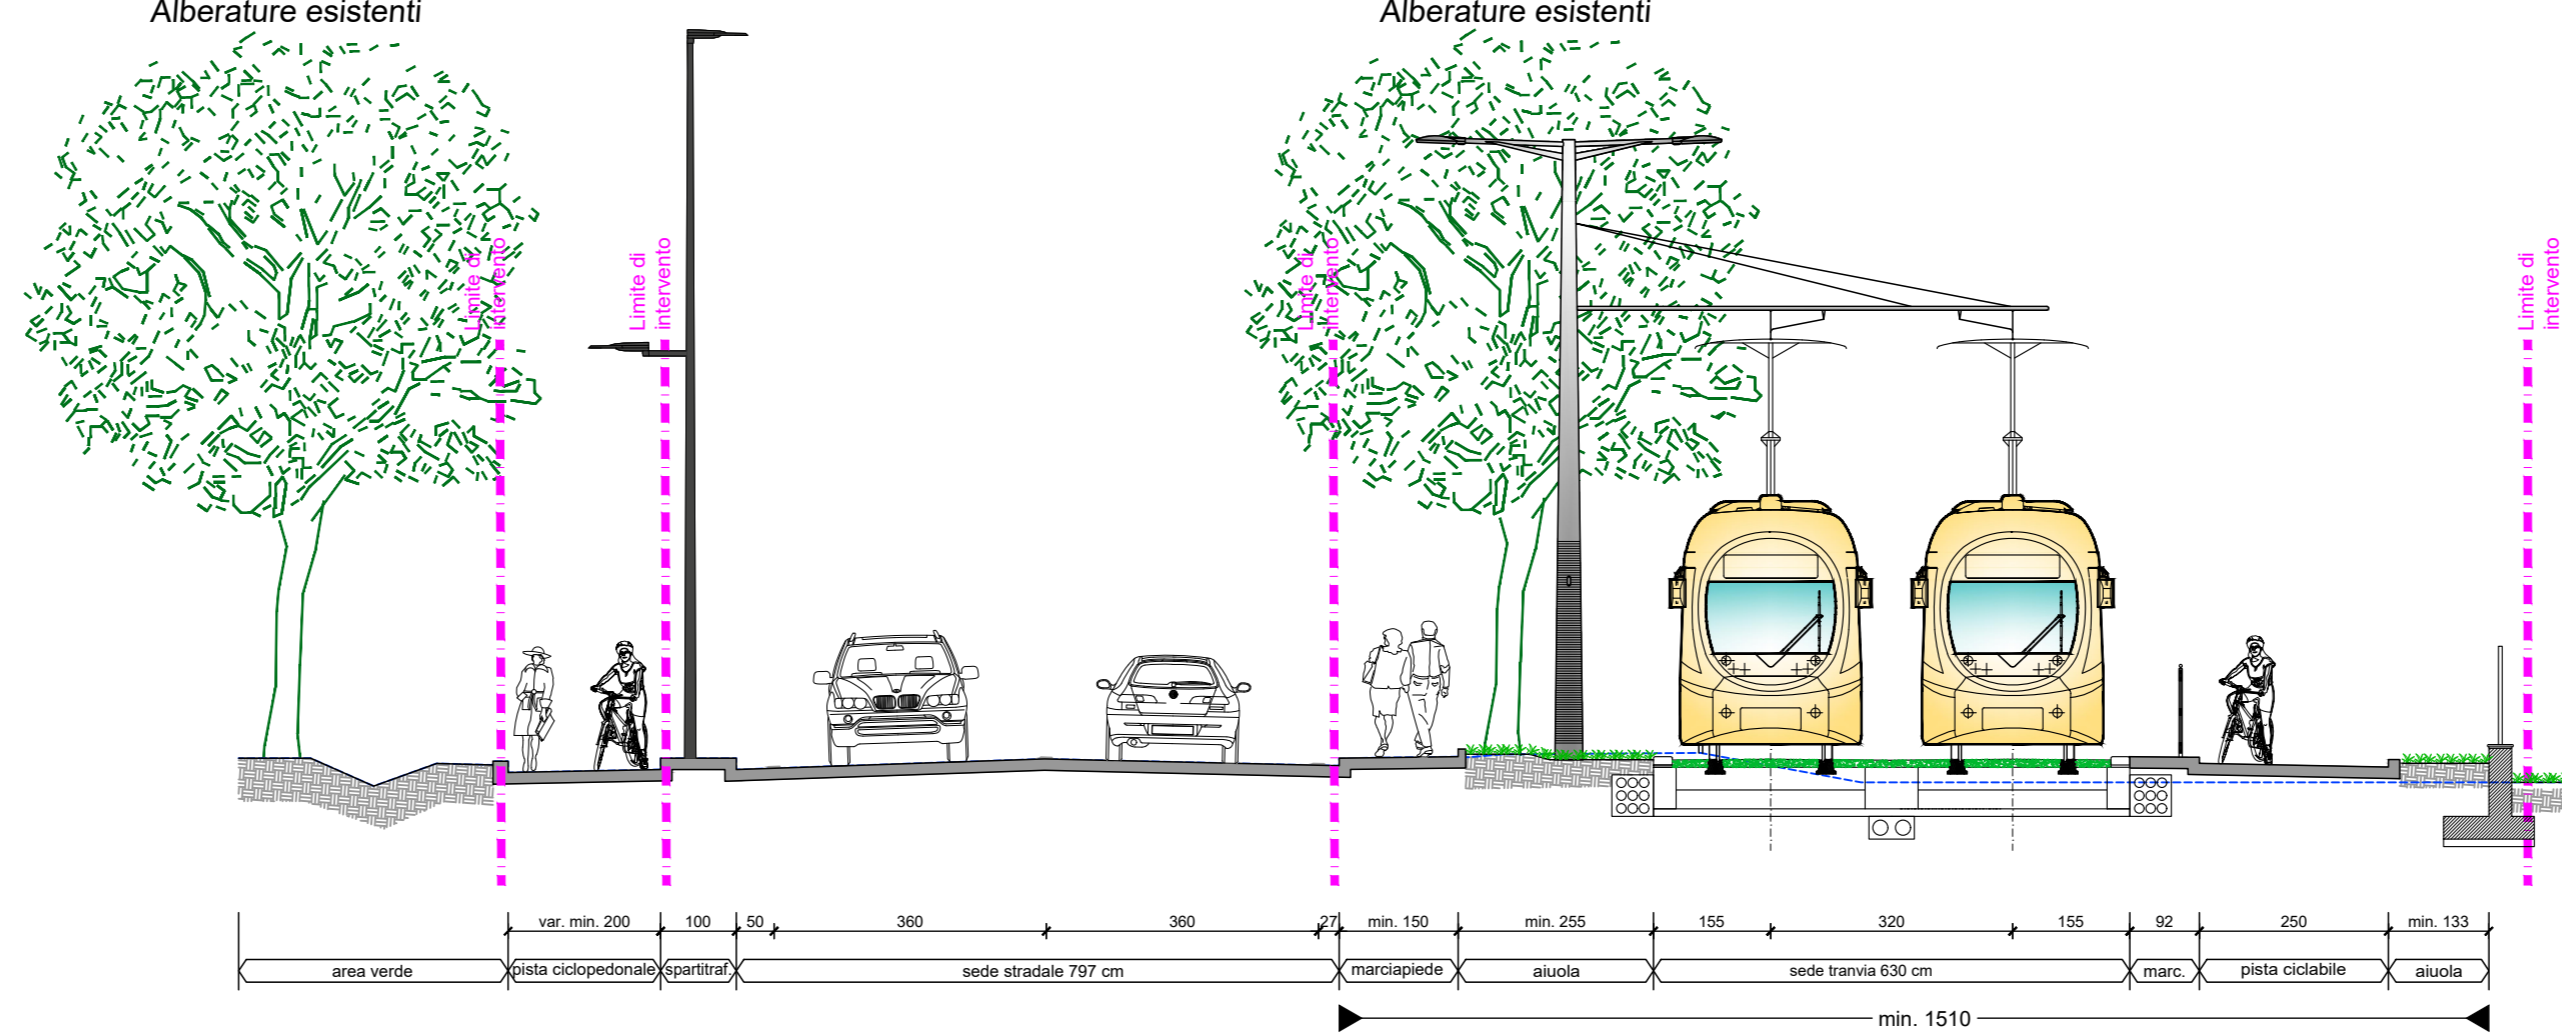 Alberature esistenti
Alberature esistenti
Limite di
intervento
Limite di
intervento
Limite di
intervento
Limite di
intervento
var. min. 200
100
50
360
360
27
min. 150
min. 255
155
320
155
92
250
min. 133
area verde
pista ciclopedonale
spartitraf.
sede stradale 797 cm
marciapiede
aiuola
sede tranvia 630 cm
marc.
pista ciclabile
aiuola
min. 1510